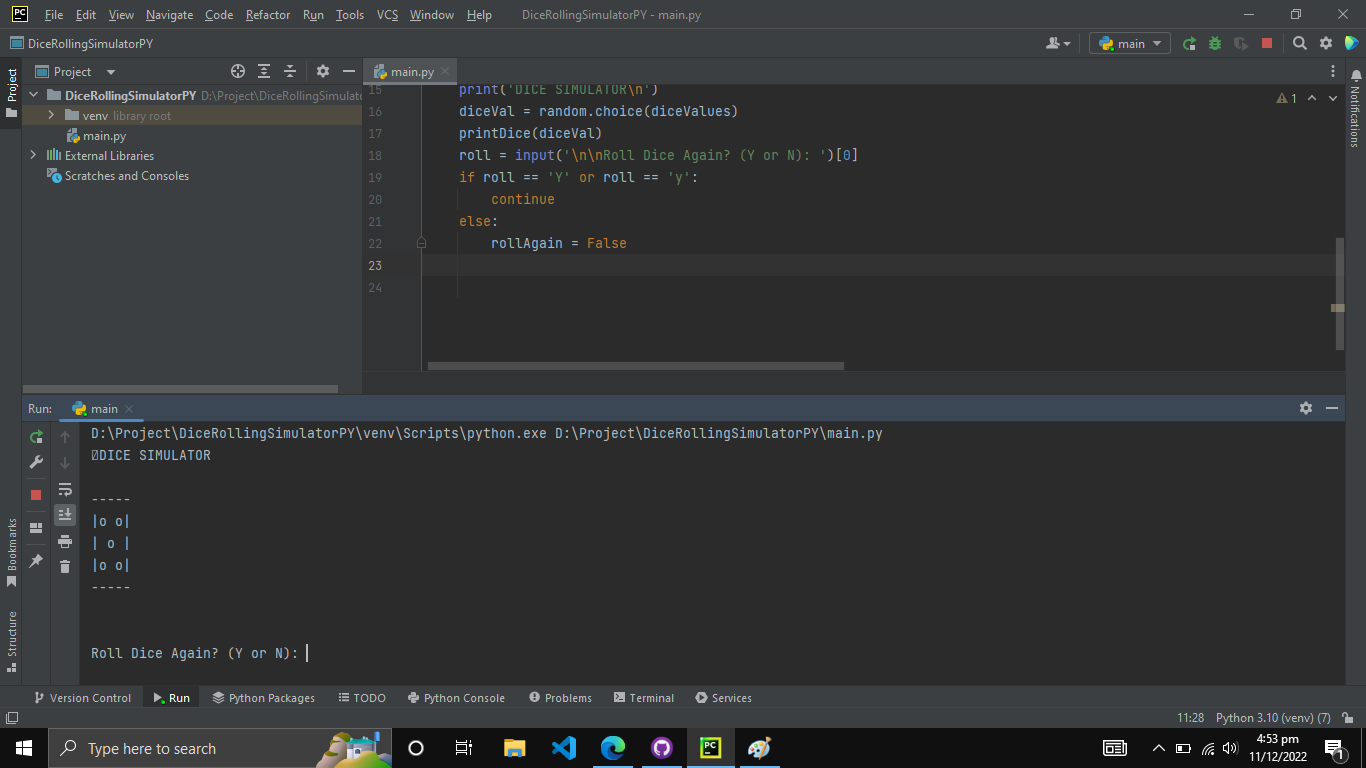 PC File Edit View Navigate Code Refactor Run Tools VCS Window Help DiceRollingSimulatorPY - main.py
DiceRollingSimulatorPY main
Project
Project
DiceRollingSimulatorPY D:\Project\DiceRollingSimulato
venv library root
main.py
External Libraries
Scratches and Consoles
main.py
1
15 print('DICE SIMULATOR\n')
16 diceVal = random.choice(diceValues)
17 printDice(diceVal)
18 roll = input('\n\nRoll Dice Again? (Y or N): ')[0]
19 if roll == 'Y' or roll == 'y':
20 continue
21 else:
22 rollAgain = False
23
24
Notifications
Run: main
D:\Project\DiceRollingSimulatorPY\venv\Scripts\python.exe D:\Project\DiceRollingSimulatorPY\main.py
DICE SIMULATOR
-----
|o o|
| o |
|o o|
-----
Roll Dice Again? (Y or N):
Bookmarks
Structure
Version Control Run Python Packages TODO Python Console Problems Terminal Services
11:28 Python 3.10 (venv) (7)
Type here to search
PC
4:53 pm
11/12/2022
1